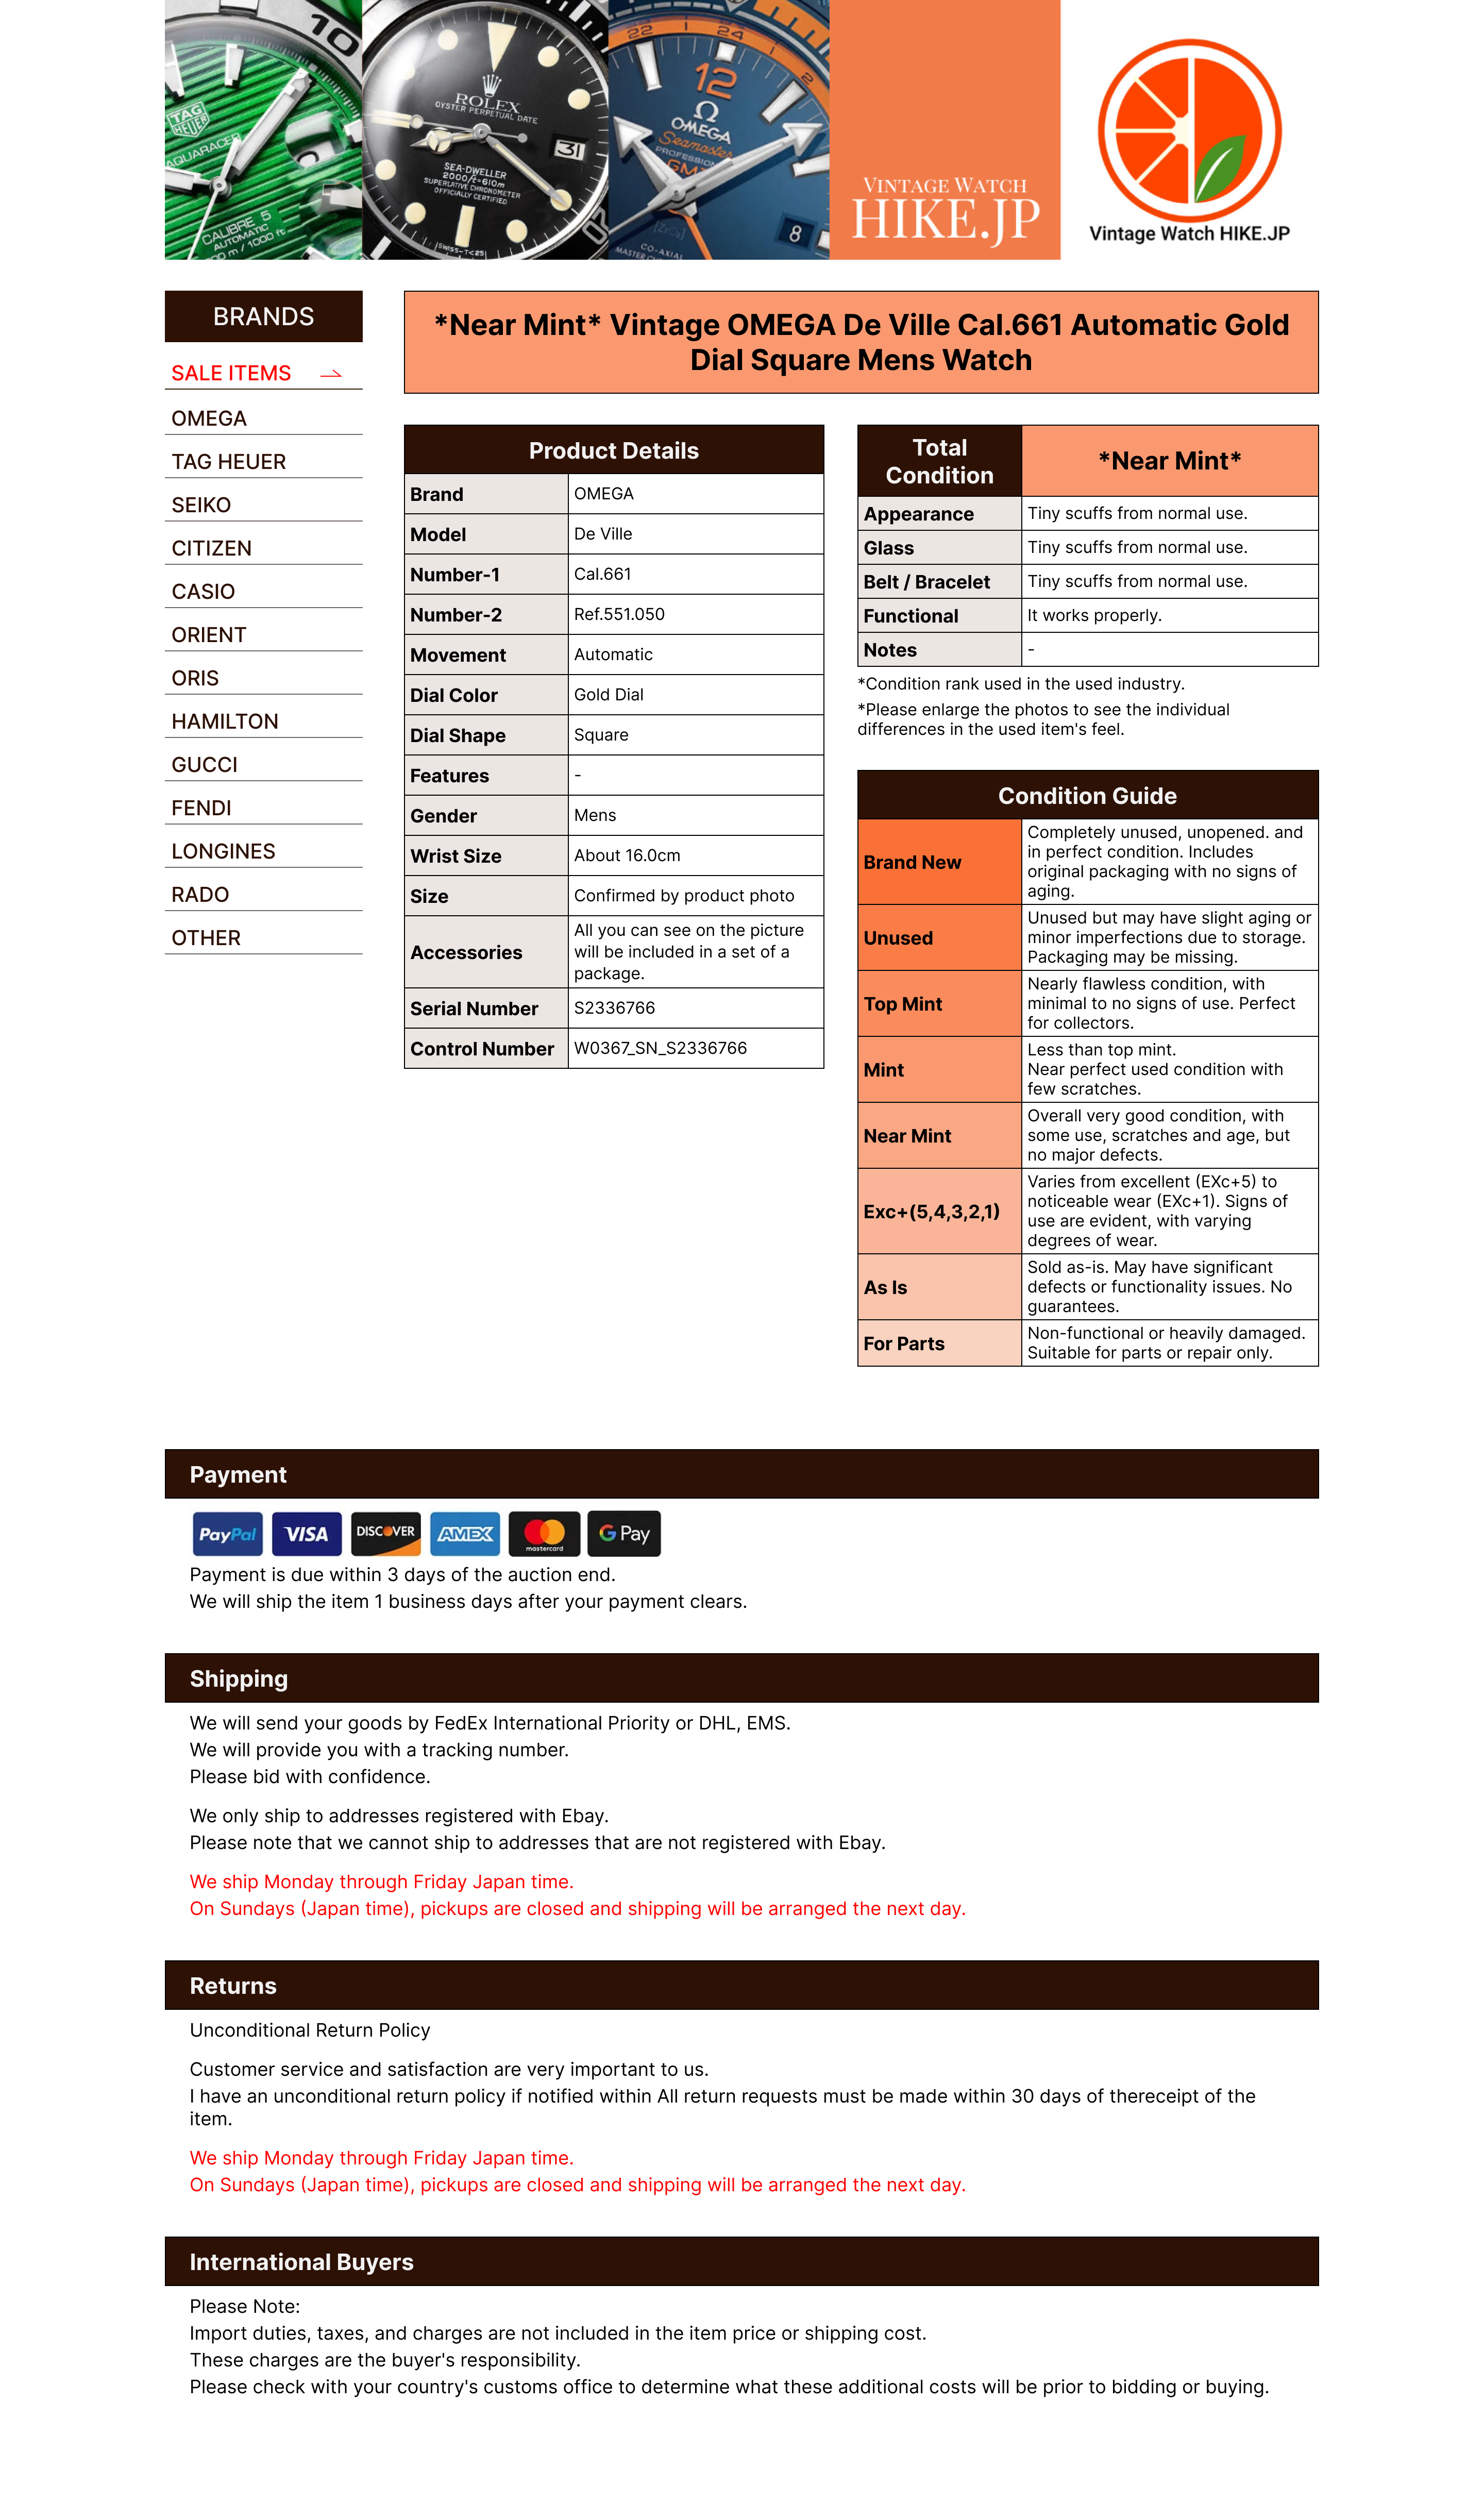 10
TAG
HEUER
AQUARACER
CALIBRE 5
AUTOMATIC
ROLEX
OYSTER PERPETUAL DATE
31
SEA-DWELLER
2000ft=610m
SUPERLATIVE CHRONOMETER
OFFICIALLY CERTIFIED
22
24
2
12
OMEGA
Seamaster
PROFESSIONAL
GMT
[ZrO₂]
CO-AXIAL
8
VINTAGE WATCH
HIKE.JP
Vintage Watch HIKE.JP
BRANDS
SALE ITEMS
OMEGA
TAG HEUER
SEIKO
CITIZEN
CASIO
ORIENT
ORIS
HAMILTON
GUCCI
FENDI
LONGINES
RADO
OTHER
*Near Mint* Vintage OMEGA De Ville Cal.661 Automatic Gold
Dial Square Mens Watch
Product Details
Brand OMEGA
Model De Ville
Number-1 Cal.661
Number-2 Ref.551.050
Movement Automatic
Dial Color Gold Dial
Dial Shape Square
Features -
Gender Mens
Wrist Size About 16.0cm
Size Confirmed by product photo
Accessories All you can see on the picture
will be included in a set of a
package.
Serial Number S2336766
Control Number W0367_SN_S2336766
Total
Condition
*Near Mint*
Appearance Tiny scuffs from normal use.
Glass Tiny scuffs from normal use.
Belt / Bracelet Tiny scuffs from normal use.
Functional It works properly.
Notes -
*Condition rank used in the used industry.
*Please enlarge the photos to see the individual
differences in the used item's feel.
Condition Guide
Brand New Completely unused, unopened. and
in perfect condition. Includes
original packaging with no signs of
aging.
Unused Unused but may have slight aging or
minor imperfections due to storage.
Packaging may be missing.
Top Mint Nearly flawless condition, with
minimal to no signs of use. Perfect
for collectors.
Mint Less than top mint.
Near perfect used condition with
few scratches.
Near Mint Overall very good condition, with
some use, scratches and age, but
no major defects.
Exc+(5,4,3,2,1) Varies from excellent (EXc+5) to
noticeable wear (EXc+1). Signs of
use are evident, with varying
degrees of wear.
As Is Sold as-is. May have significant
defects or functionality issues. No
guarantees.
For Parts Non-functional or heavily damaged.
Suitable for parts or repair only.
Payment
PayPal VISA DISCOVER AMEX mastercard G Pay
Payment is due within 3 days of the auction end.
We will ship the item 1 business days after your payment clears.
Shipping
We will send your goods by FedEx International Priority or DHL, EMS.
We will provide you with a tracking number.
Please bid with confidence.
We only ship to addresses registered with Ebay.
Please note that we cannot ship to addresses that are not registered with Ebay.
We ship Monday through Friday Japan time.
On Sundays (Japan time), pickups are closed and shipping will be arranged the next day.
Returns
Unconditional Return Policy
Customer service and satisfaction are very important to us.
I have an unconditional return policy if notified within All return requests must be made within 30 days of thereceipt of the
item.
We ship Monday through Friday Japan time.
On Sundays (Japan time), pickups are closed and shipping will be arranged the next day.
International Buyers
Please Note:
Import duties, taxes, and charges are not included in the item price or shipping cost.
These charges are the buyer's responsibility.
Please check with your country's customs office to determine what these additional costs will be prior to bidding or buying.